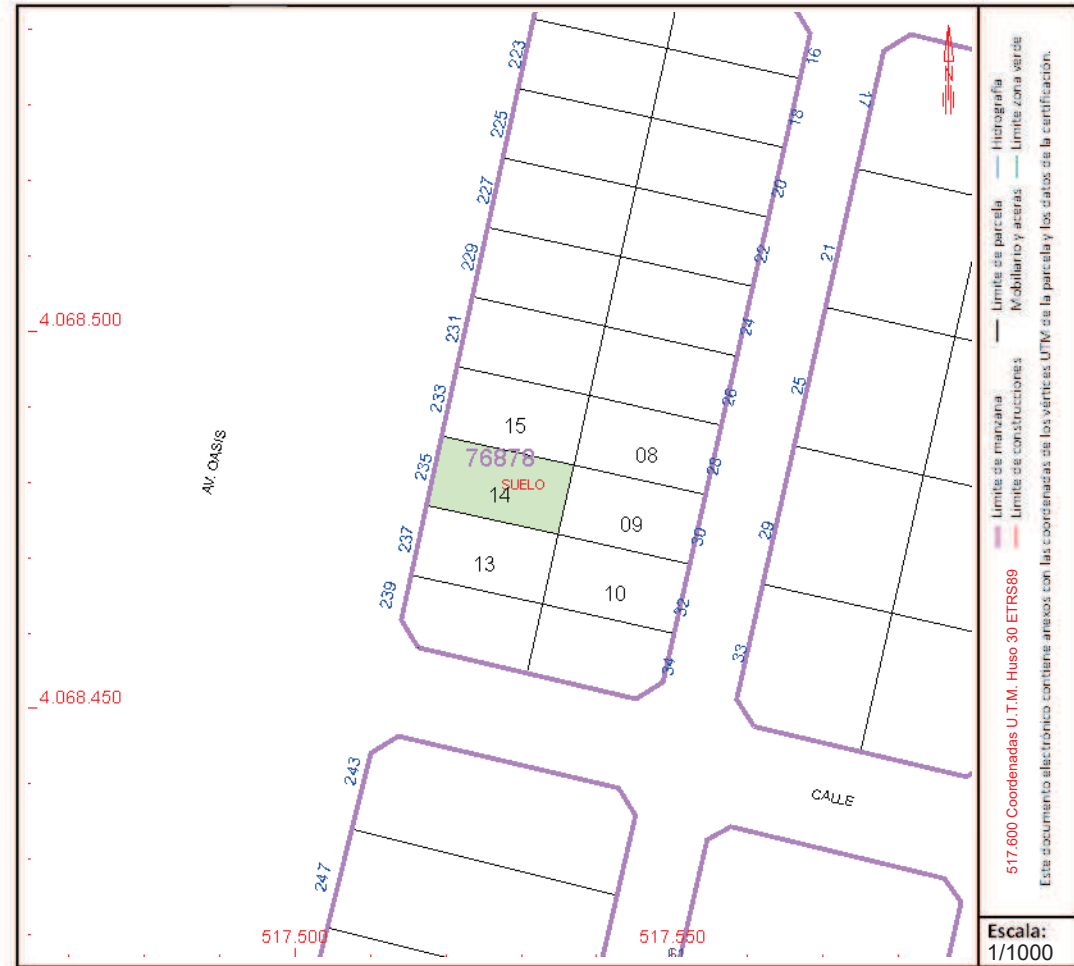 223
225
227
229
231
233
235
237
239
243
247
16
18
20
22
24
26
28
30
32
34
17
21
25
29
33
4.068.500
4.068.450
517.500
517.550
AV. OASIS
CALLE
15
76878
SUELO
14
13
08
09
10
N
517.600 Coordenadas U.T.M. Huso 30 ETRS89
Limite de manzana
Limite de parcela
Hidrografía
Limite de construcciones
Mobiliario y aceras
Limite zona verde
Este documento electrónico contiene anexos con las coordenadas de los vértices UTM de la parcela y los datos de la certificación.
Escala:
1/1000